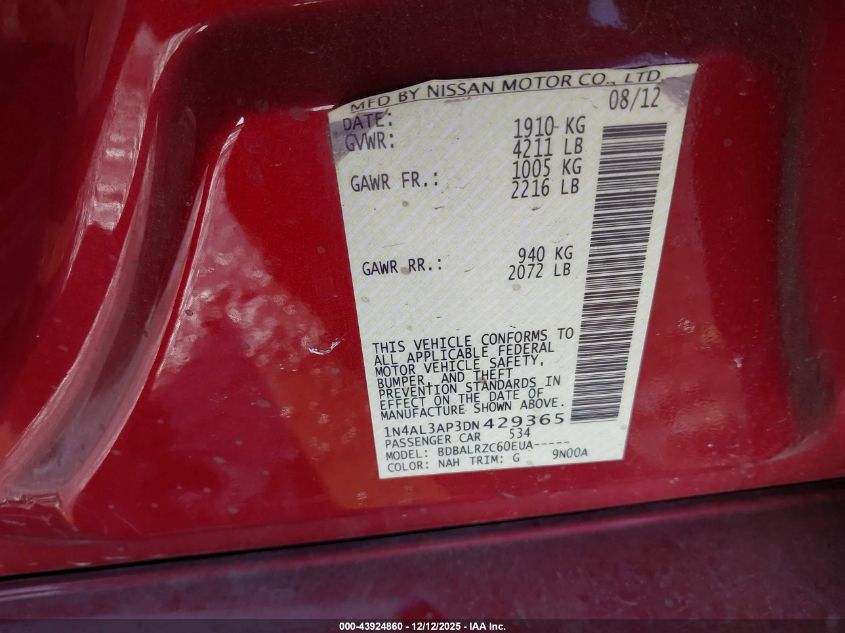 MFD BY NISSAN MOTOR CO., LTD.
DATE: 08/12
GVWR: 1910 KG
4211 LB
GAWR FR.: 1005 KG
2216 LB
GAWR RR.: 940 KG
2072 LB
THIS VEHICLE CONFORMS TO
ALL APPLICABLE FEDERAL
MOTOR VEHICLE SAFETY,
BUMPER, AND THEFT
PREVENTION STANDARDS IN
EFFECT ON THE DATE OF
MANUFACTURE SHOWN ABOVE.
1N4AL3AP3DN429365
PASSENGER CAR 534
MODEL: BDBALRZC60EUA-----
COLOR: NAH TRIM: G 9N00A
000-43924860 - 12/12/2025 - IAA Inc.